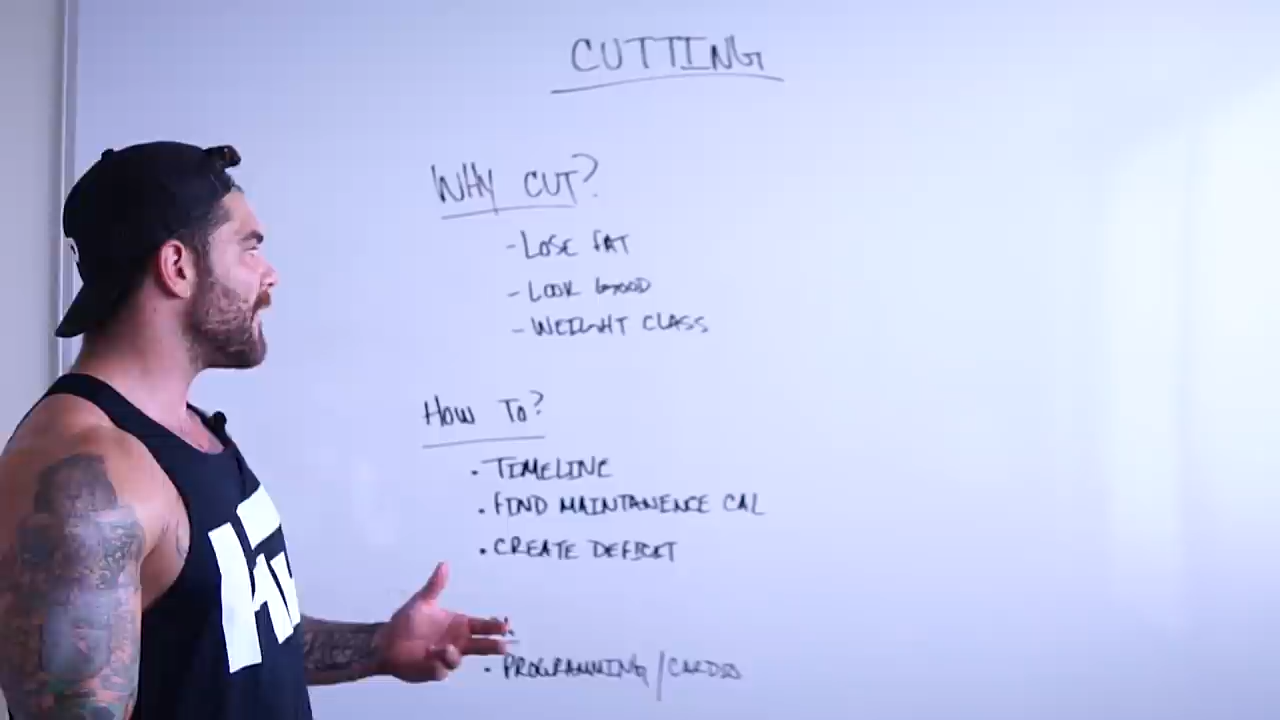 CUTTING
WHY CUT?
- LOSE FAT
- LOOK GOOD
- WEIGHT CLASS
HOW TO?
• TIMELINE
• FIND MAINTANENCE CAL
• CREATE DEFICIT
• PROGRAMMING/CARDIO